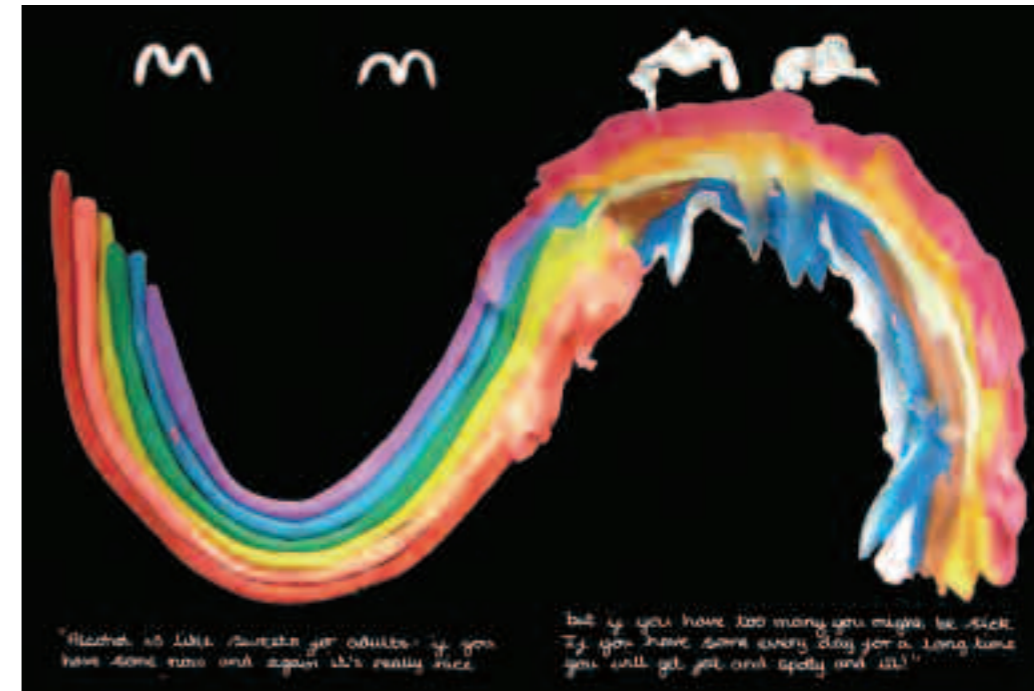 "Alcohol is like sweets for adults - if you
have some now and again it's really nice
but if you have too many you might be sick.
If you have some every day for a long time
you will get fat and spotty and ill!"